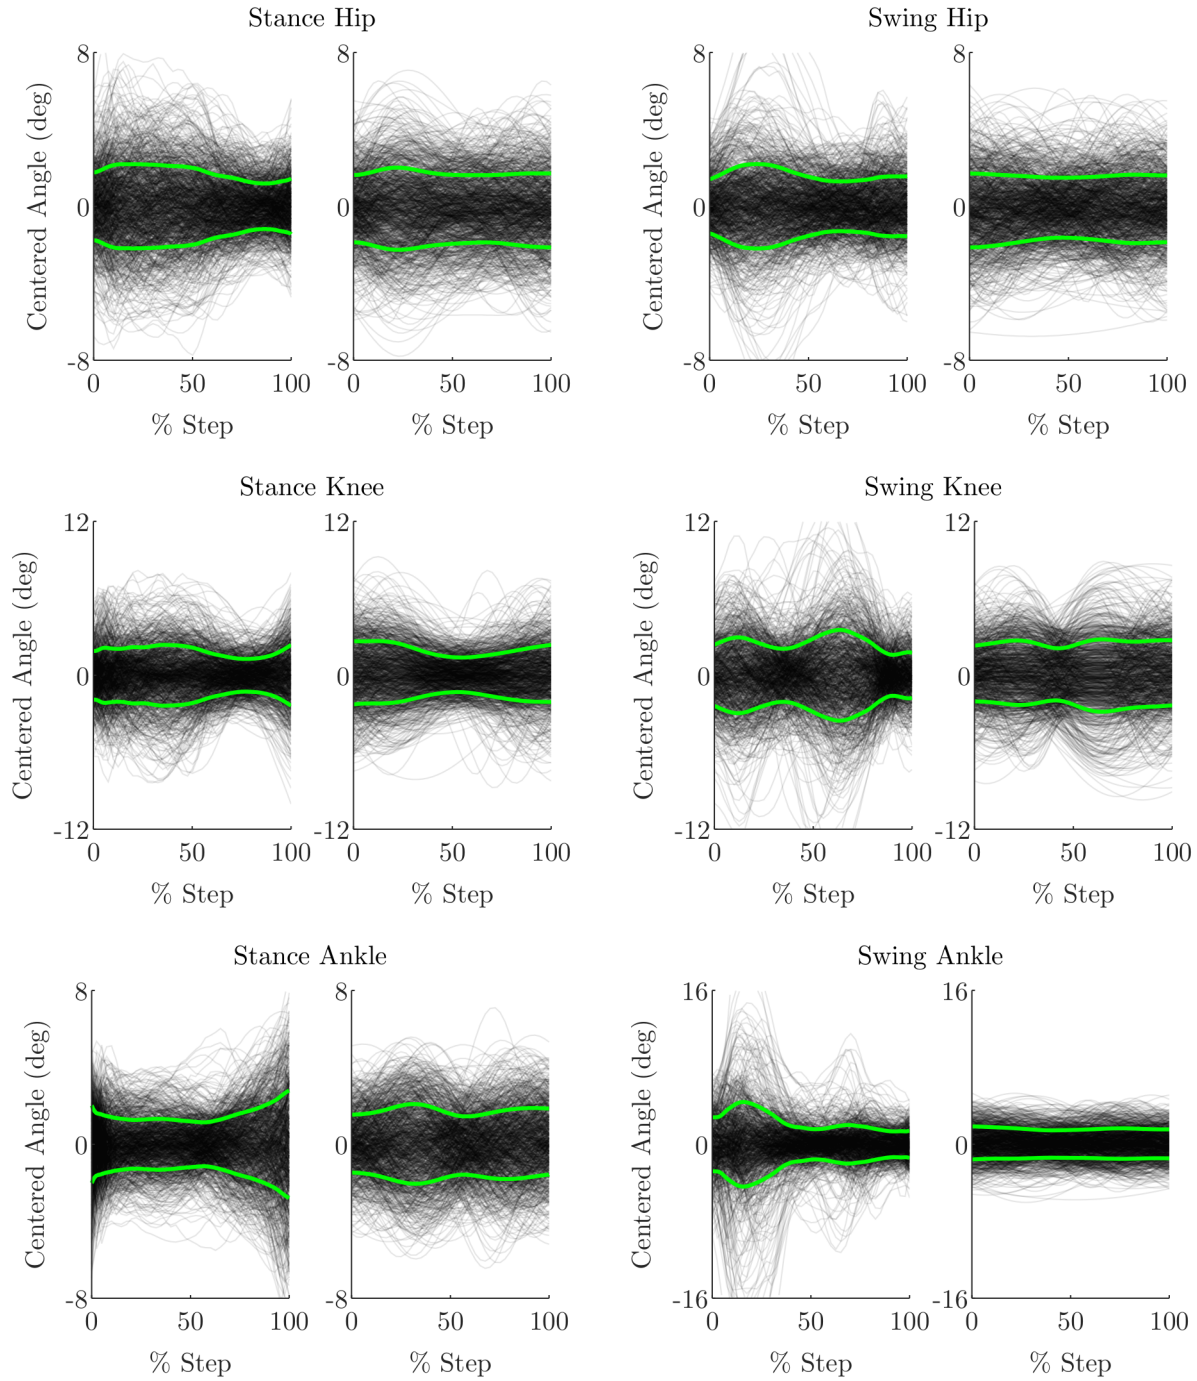 Stance Hip
Swing Hip
Centered Angle (deg)
8
0
-8
0 50 100
% Step
8
0
-8
0 50 100
% Step
Centered Angle (deg)
8
0
-8
0 50 100
% Step
8
0
-8
0 50 100
% Step
Stance Knee
Swing Knee
Centered Angle (deg)
12
0
-12
0 50 100
% Step
12
0
-12
0 50 100
% Step
Centered Angle (deg)
12
0
-12
0 50 100
% Step
12
0
-12
0 50 100
% Step
Stance Ankle
Swing Ankle
Centered Angle (deg)
8
0
-8
0 50 100
% Step
8
0
-8
0 50 100
% Step
Centered Angle (deg)
16
0
-16
0 50 100
% Step
16
0
-16
0 50 100
% Step